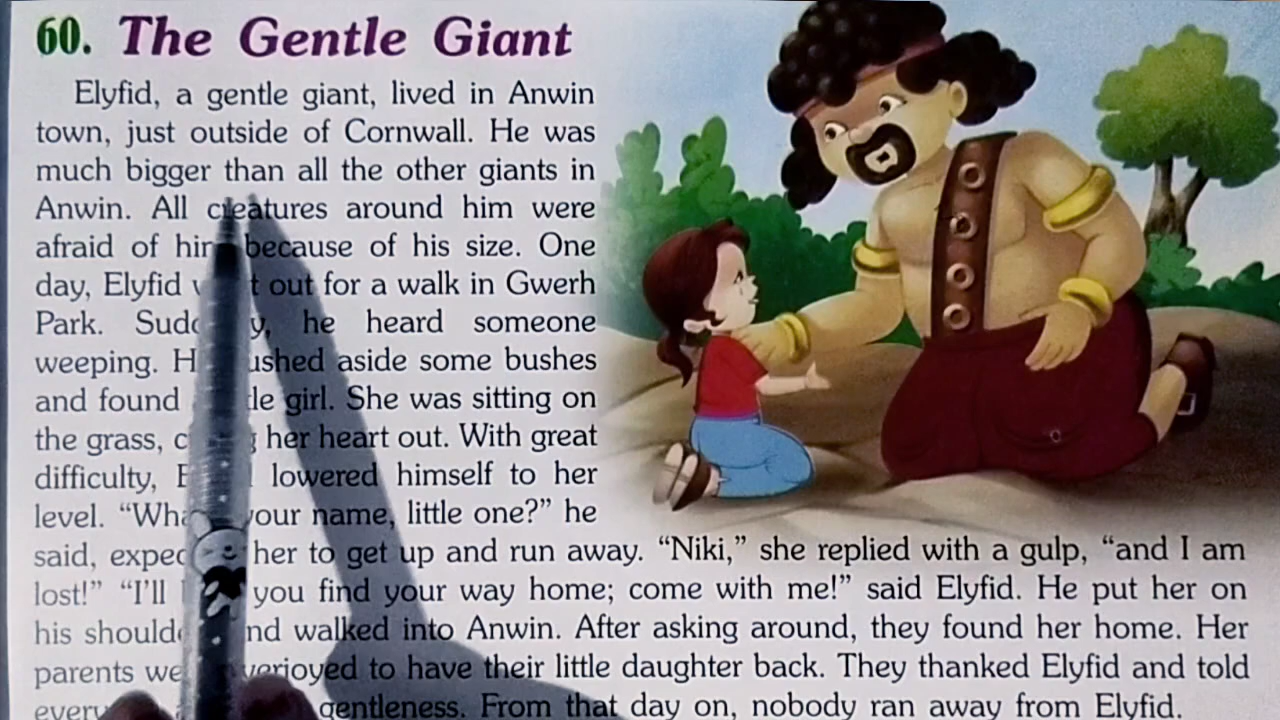 60. The Gentle Giant
Elyfid, a gentle giant, lived in Anwin
town, just outside of Cornwall. He was
much bigger than all the other giants in
Anwin. All creatures around him were
afraid of him because of his size. One
day, Elyfid out for a walk in Gwerh
Park. he heard someone
weeping. aside some bushes
and found girl. She was sitting on
the grass, her heart out. With great
difficulty, lowered himself to her
level. your name, little one?” he
said, her to get up and run away. “Niki,” she replied with a gulp, “and I am
lost!” “I’ll you find your way home; come with me!” said Elyfid. He put her on
his walked into Anwin. After asking around, they found her home. Her
parents overjoyed to have their little daughter back. They thanked Elyfid and told
gentleness. From that day on, nobody ran away from Elyfid.